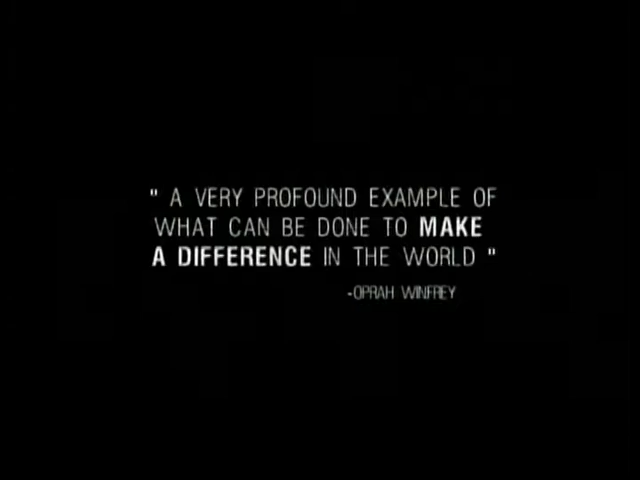 " A VERY PROFOUND EXAMPLE OF
WHAT CAN BE DONE TO MAKE
A DIFFERENCE IN THE WORLD "
-OPRAH WINFREY